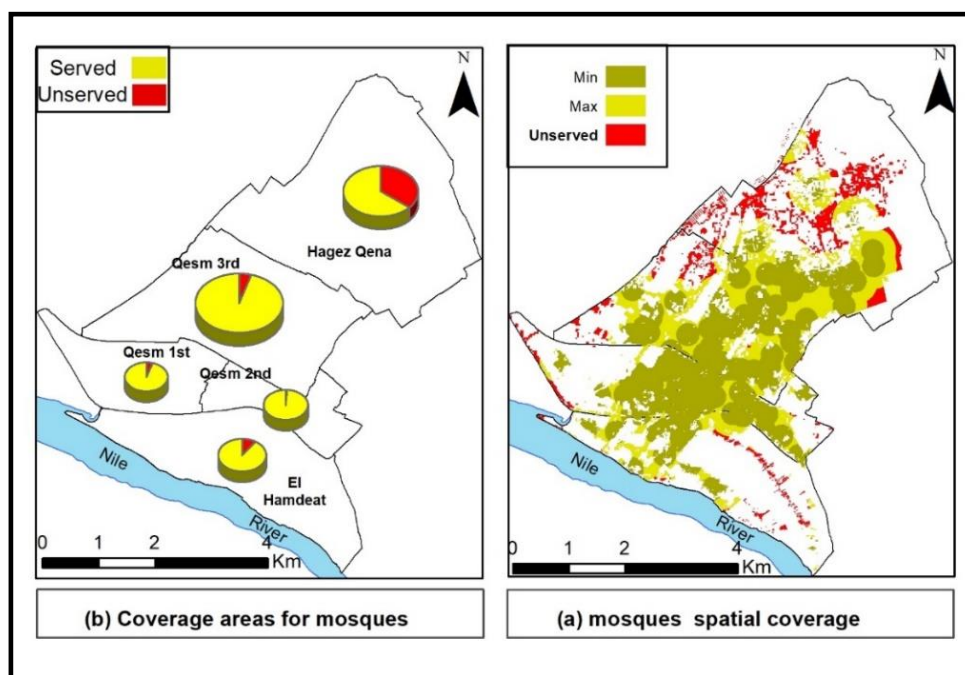 Served
Unserved
N
Hagez Qena
Qesm 3rd
Qesm 1st
Qesm 2nd
El
Hamdeat
Nile
River
0 1 2 4
Km
(b) Coverage areas for mosques
Min
Max
Unserved
N
Nile
River
0 1 2 4
Km
(a) mosques spatial coverage